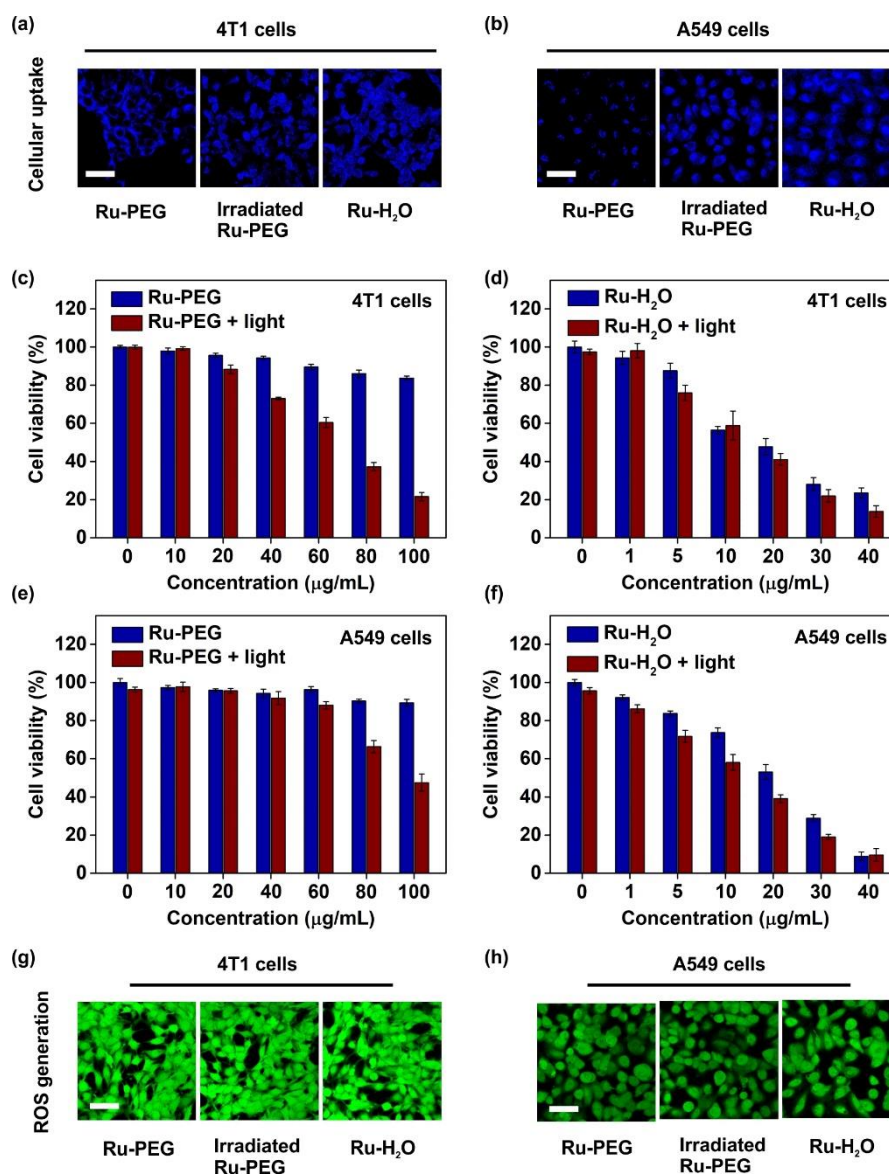 (a)
4T1 cells
Cellular uptake
Ru-PEG
Irradiated
Ru-PEG
Ru-H₂O
(b)
A549 cells
Ru-PEG
Irradiated
Ru-PEG
Ru-H₂O
(c)
Ru-PEG
Ru-PEG + light
4T1 cells
Cell viability (%)
120
100
80
60
40
20
0
0 10 20 40 60 80 100
Concentration (μg/mL)
(d)
Ru-H₂O
Ru-H₂O + light
4T1 cells
Cell viability (%)
120
100
80
60
40
20
0
0 1 5 10 20 30 40
Concentration (μg/mL)
(e)
Ru-PEG
Ru-PEG + light
A549 cells
Cell viability (%)
120
100
80
60
40
20
0
0 10 20 40 60 80 100
Concentration (μg/mL)
(f)
Ru-H₂O
Ru-H₂O + light
A549 cells
Cell viability (%)
120
100
80
60
40
20
0
0 1 5 10 20 30 40
Concentration (μg/mL)
(g)
4T1 cells
ROS generation
Ru-PEG
Irradiated
Ru-PEG
Ru-H₂O
(h)
A549 cells
Ru-PEG
Irradiated
Ru-PEG
Ru-H₂O